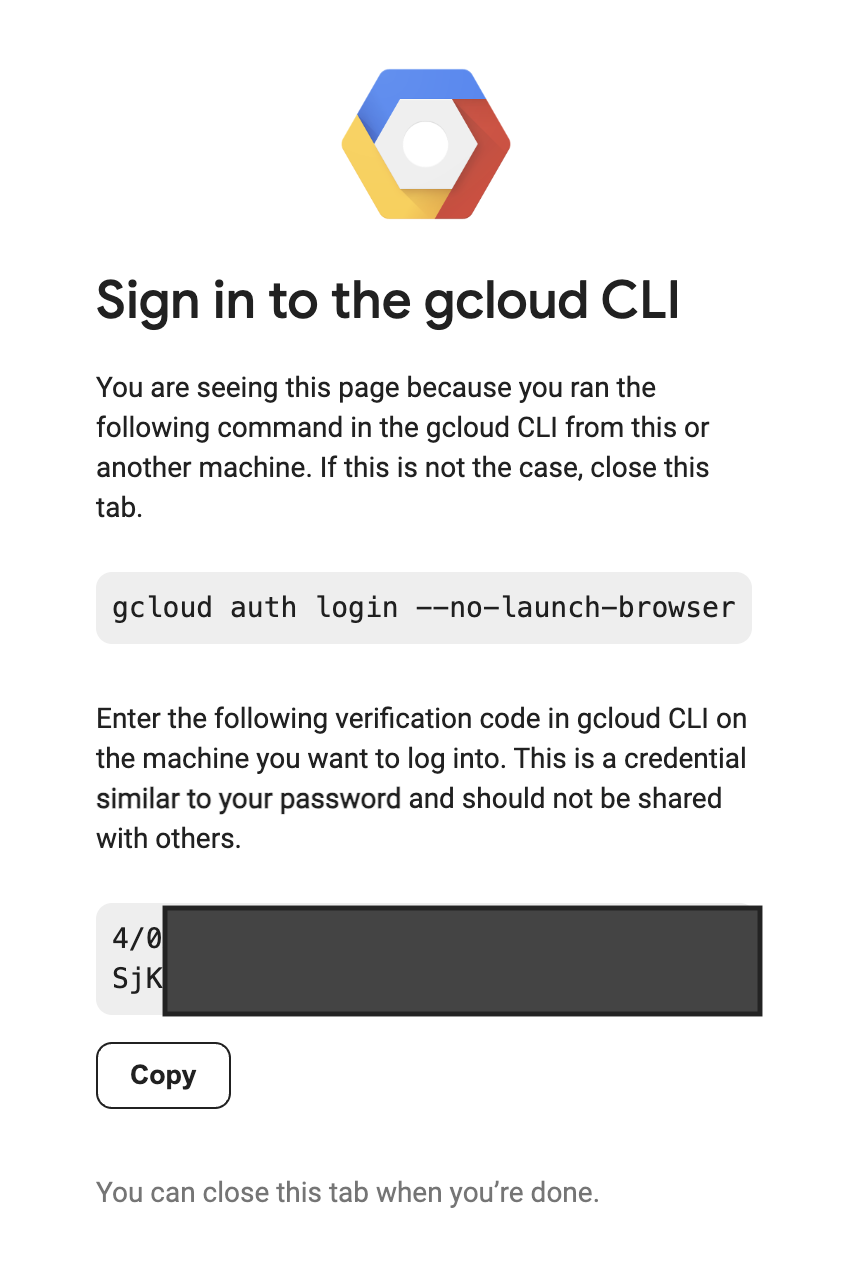 Sign in to the gcloud CLI
You are seeing this page because you ran the
following command in the gcloud CLI from this or
another machine. If this is not the case, close this
tab.
gcloud auth login --no-launch-browser
Enter the following verification code in gcloud CLI on
the machine you want to log into. This is a credential
similar to your password and should not be shared
with others.
4/0
SjK
Copy
You can close this tab when you’re done.